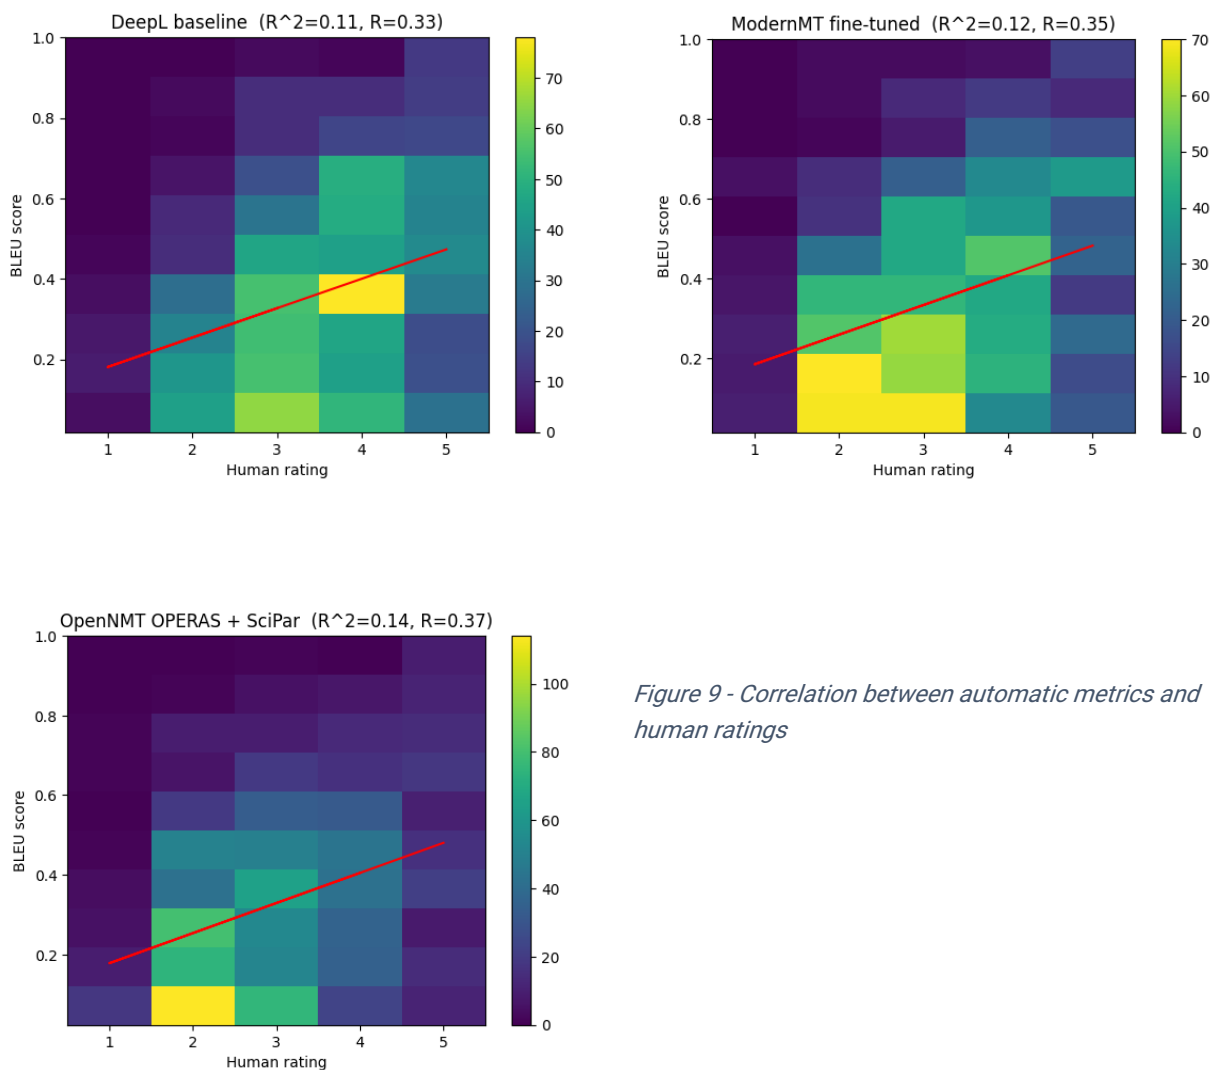 DeepL baseline (R^2=0.11, R=0.33)
1.0
0.8
0.6
0.4
0.2
BLEU score
1 2 3 4 5
Human rating
70
60
50
40
30
20
10
0
ModernMT fine-tuned (R^2=0.12, R=0.35)
1.0
0.8
0.6
0.4
0.2
BLEU score
1 2 3 4 5
Human rating
70
60
50
40
30
20
10
0
OpenNMT OPERAS + SciPar (R^2=0.14, R=0.37)
1.0
0.8
0.6
0.4
0.2
BLEU score
1 2 3 4 5
Human rating
100
80
60
40
20
0
Figure 9 - Correlation between automatic metrics and
human ratings